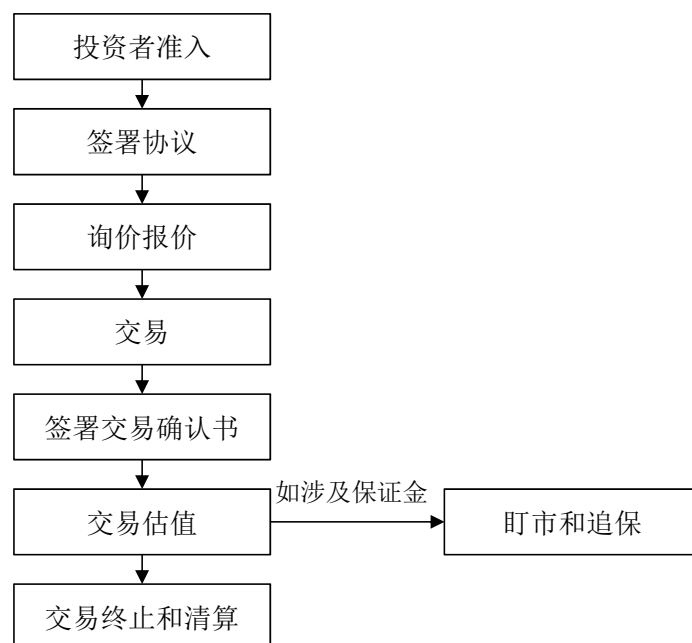 投资者准入
签署协议
询价报价
交易
签署交易确认书
如涉及保证金
交易估值
盯市和追保
交易终止和清算